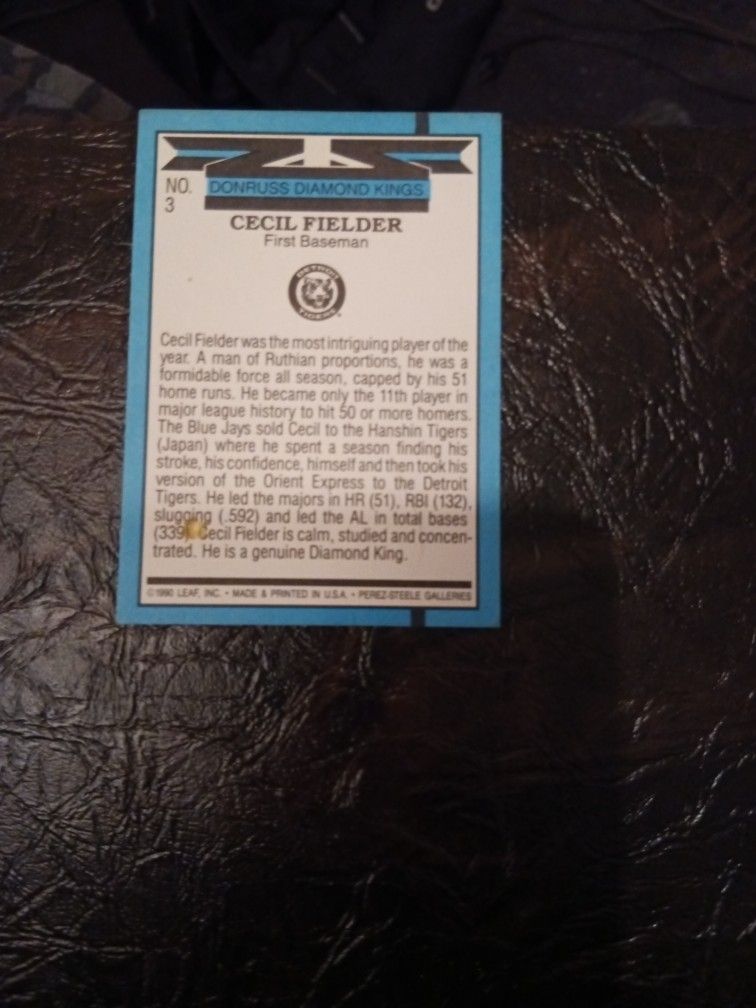 NO.
3
DONRUSS DIAMOND KINGS
CECIL FIELDER
First Baseman
DETROIT
TIGERS
Cecil Fielder was the most intriguing player of the
year. A man of Ruthian proportions, he was a
formidable force all season, capped by his 51
home runs. He became only the 11th player in
major league history to hit 50 or more homers.
The Blue Jays sold Cecil to the Hanshin Tigers
(Japan) where he spent a season finding his
stroke, his confidence, himself and then took his
version of the Orient Express to the Detroit
Tigers. He led the majors in HR (51), RBI (132),
slugging (.592) and led the AL in total bases
(339). Cecil Fielder is calm, studied and concen-
trated. He is a genuine Diamond King.
©1990 LEAF, INC. • MADE & PRINTED IN U.S.A. • PEREZ-STEELE GALLERIES